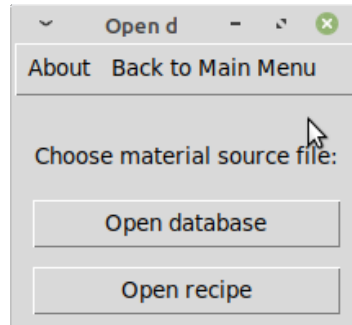 Open d
About Back to Main Menu
Choose material source file:
Open database
Open recipe